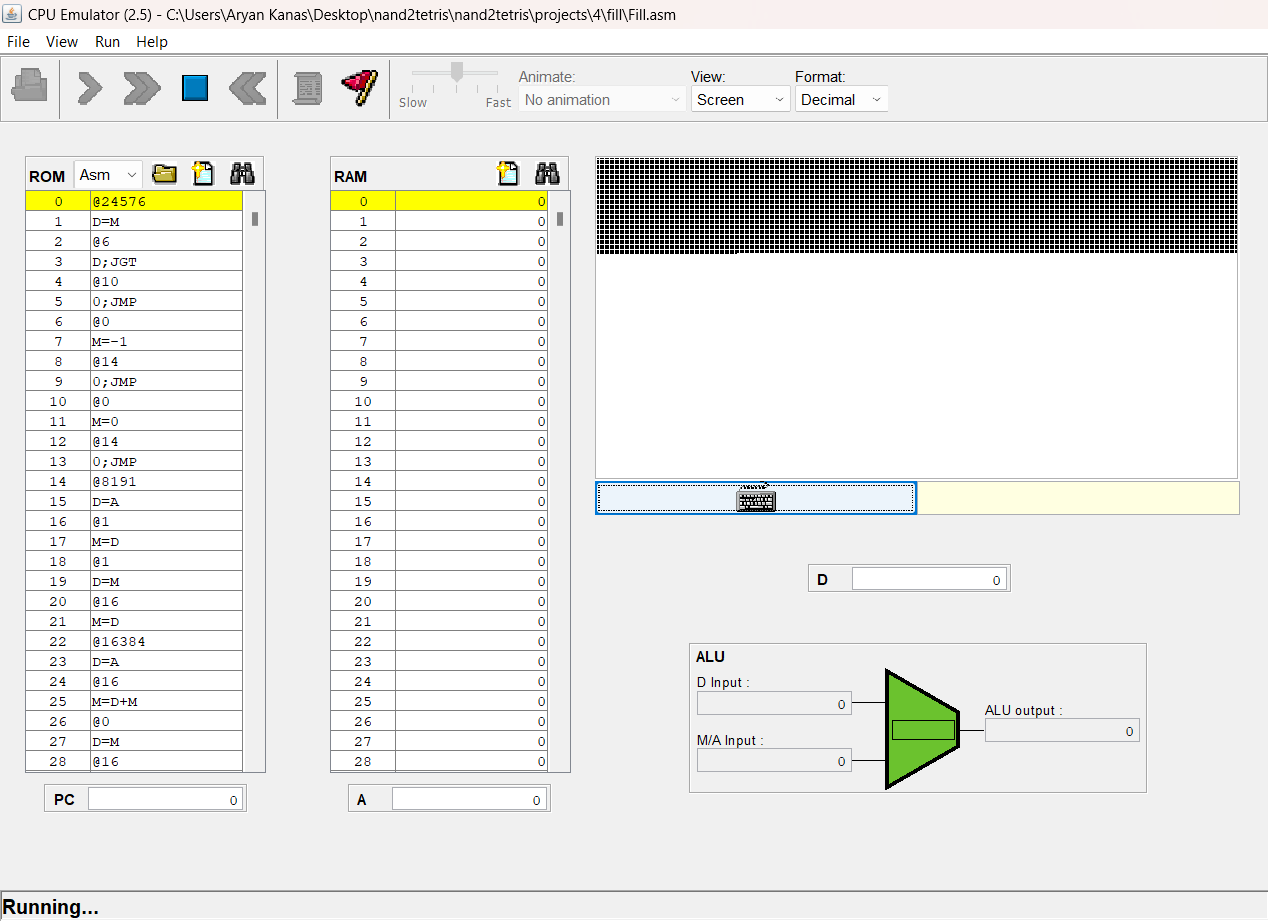 CPU Emulator (2.5) - C:\Users\Aryan Kanas\Desktop\nand2tetris\nand2tetris\projects\4\fill\Fill.asm
File View Run Help
Slow Fast
Animate:
No animation
View:
Screen
Format:
Decimal
ROM Asm
0 @24576
1 D=M
2 @6
3 D;JGT
4 @10
5 0;JMP
6 @0
7 M=-1
8 @14
9 0;JMP
10 @0
11 M=0
12 @14
13 0;JMP
14 @8191
15 D=A
16 @1
17 M=D
18 @1
19 D=M
20 @16
21 M=D
22 @16384
23 D=A
24 @16
25 M=D+M
26 @0
27 D=M
28 @16
PC 0
RAM
0 0
1 0
2 0
3 0
4 0
5 0
6 0
7 0
8 0
9 0
10 0
11 0
12 0
13 0
14 0
15 0
16 0
17 0
18 0
19 0
20 0
21 0
22 0
23 0
24 0
25 0
26 0
27 0
28 0
A 0
D 0
ALU
D Input :
0
M/A Input :
0
ALU output :
0
Running...